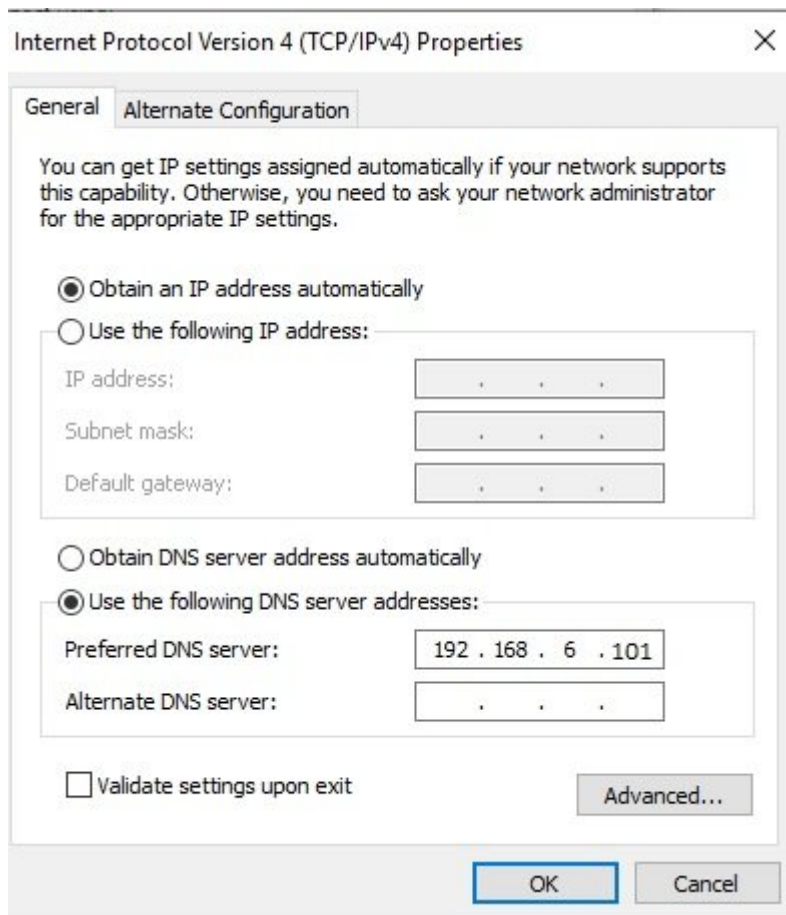 Internet Protocol Version 4 (TCP/IPv4) Properties
General
Alternate Configuration
You can get IP settings assigned automatically if your network supports
this capability. Otherwise, you need to ask your network administrator
for the appropriate IP settings.
Obtain an IP address automatically
Use the following IP address:
IP address: . . .
Subnet mask: . . .
Default gateway: . . .
Obtain DNS server address automatically
Use the following DNS server addresses:
Preferred DNS server: 192 . 168 . 6 . 101
Alternate DNS server: . . .
Validate settings upon exit
Advanced...
OK
Cancel